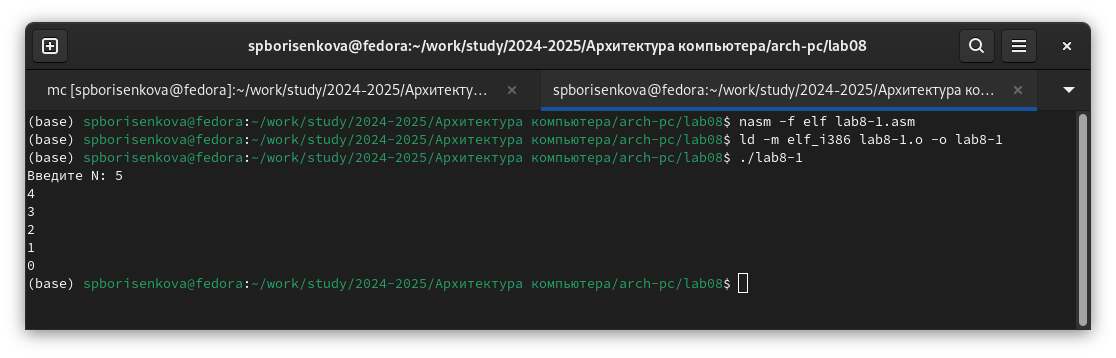 spborisenkova@fedora:~/work/study/2024-2025/Архитектура компьютера/arch-pc/lab08
mc [spborisenkova@fedora]:~/work/study/2024-2025/Архитекту...
spborisenkova@fedora:~/work/study/2024-2025/Архитектура ко...
(base) spborisenkova@fedora:~/work/study/2024-2025/Архитектура компьютера/arch-pc/lab08$ nasm -f elf lab8-1.asm
(base) spborisenkova@fedora:~/work/study/2024-2025/Архитектура компьютера/arch-pc/lab08$ ld -m elf_i386 lab8-1.o -o lab8-1
(base) spborisenkova@fedora:~/work/study/2024-2025/Архитектура компьютера/arch-pc/lab08$ ./lab8-1
Введите N: 5
4
3
2
1
0
(base) spborisenkova@fedora:~/work/study/2024-2025/Архитектура компьютера/arch-pc/lab08$